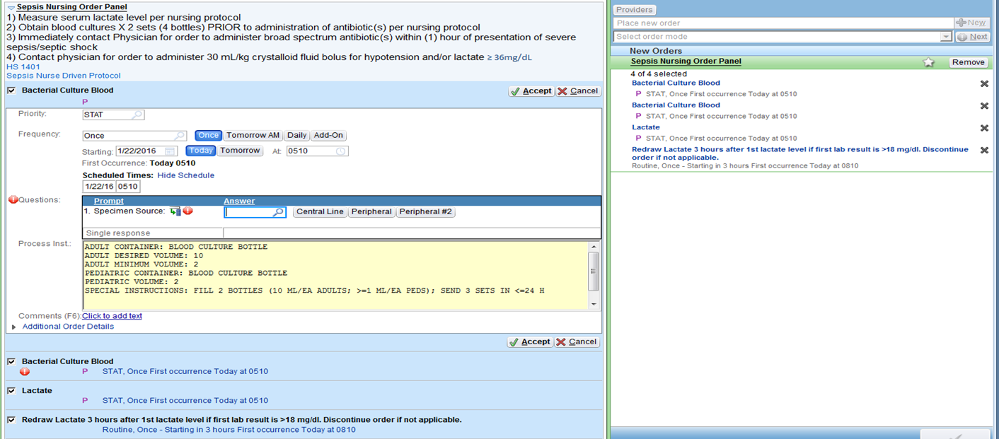 Sepsis Nursing Order Panel
1) Measure serum lactate level per nursing protocol
2) Obtain blood cultures X 2 sets (4 bottles) PRIOR to administration of antibiotic(s) per nursing protocol
3) Immediately contact Physician for order to administer broad spectrum antibiotic(s) within (1) hour of presentation of severe
sepsis/septic shock
4) Contact physician for order to administer 30 mL/kg crystalloid fluid bolus for hypotension and/or lactate ≥ 36mg/dL
HS 1401
Sepsis Nurse Driven Protocol
Bacterial Culture Blood
Accept Cancel
P
Priority: STAT
Frequency: Once Once Tomorrow AM Daily Add-On
Starting: 1/22/2016 Today Tomorrow At: 0510
First Occurrence: Today 0510
Scheduled Times: Hide Schedule
1/22/16 0510
Questions: Prompt Answer
1. Specimen Source: Central Line Peripheral Peripheral #2
Single response
Process Inst.: ADULT CONTAINER: BLOOD CULTURE BOTTLE
ADULT DESIRED VOLUME: 10
ADULT MINIMUM VOLUME: 2
PEDIATRIC CONTAINER: BLOOD CULTURE BOTTLE
PEDIATRIC VOLUME: 2
SPECIAL INSTRUCTIONS: FILL 2 BOTTLES (10 ML/EA ADULTS; >=1 ML/EA PEDS); SEND 3 SETS IN <=24 H
Comments (F6): Click to add text
Additional Order Details
Accept Cancel
Bacterial Culture Blood
P STAT, Once First occurrence Today at 0510
Lactate
P STAT, Once First occurrence Today at 0510
Redraw Lactate 3 hours after 1st lactate level if first lab result is >18 mg/dl. Discontinue order if not applicable.
Routine, Once - Starting in 3 hours First occurrence Today at 0810
Providers
Place new order New
Select order mode Next
New Orders
Sepsis Nursing Order Panel Remove
4 of 4 selected
Bacterial Culture Blood
P STAT, Once First occurrence Today at 0510
Bacterial Culture Blood
P STAT, Once First occurrence Today at 0510
Lactate
P STAT, Once First occurrence Today at 0510
Redraw Lactate 3 hours after 1st lactate level if first lab result is >18 mg/dl. Discontinue
order if not applicable.
Routine, Once - Starting in 3 hours First occurrence Today at 0810